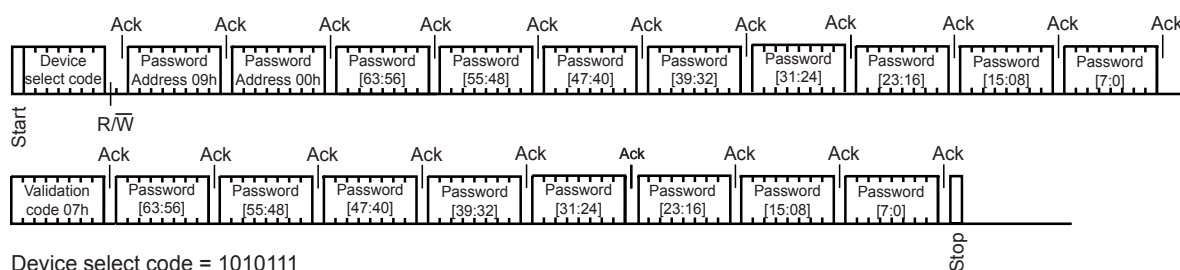 Ack Ack Ack Ack Ack Ack Ack Ack Ack Ack Ack
Device select code Password Address 09h Password Address 00h Password [63:56] Password [55:48] Password [47:40] Password [39:32] Password [31:24] Password [23:16] Password [15:08] Password [7:0]
Start
R/W̅
Ack Ack Ack Ack Ack Ack Ack Ack Ack
Validation code 07h Password [63:56] Password [55:48] Password [47:40] Password [39:32] Password [31:24] Password [23:16] Password [15:08] Password [7:0]
Stop
Device select code = 1010111